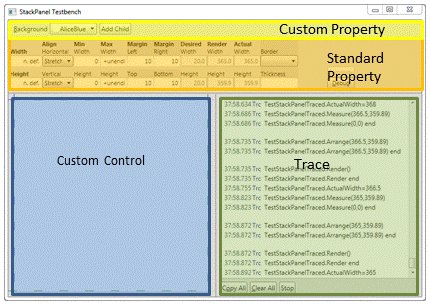 StackPanel Testbench
Custom Property
Background AliceBlue Add Child
Align Min Max Margin Margin Desired Render Actual
Width Horizontal Width Width Left Right Width Width Width Border
n. def. Stretch 10 10 20.0 365.0 365.0
Standard Property
Height Vertical Height Height Top Bottom Height Height Height Thickness
n. def. Stretch 10 10 20.0 359.9 359.9
Debug
Custom Control
Trace
37:58.634 Trc TestStackPanelTraced.ActualWidth=368
37:58.686 Trc TestStackPanelTraced.Measure(366.5,359.89)
37:58.686 Trc TestStackPanelTraced.Measure(0,0) end
37:58.735 Trc TestStackPanelTraced.Arrange(366.5,359.89)
37:58.735 Trc TestStackPanelTraced.Arrange(366.5,359.89) end
37:58.735 Trc TestStackPanelTraced.Render()
37:58.735 Trc TestStackPanelTraced.Render end
37:58.755 Trc TestStackPanelTraced.ActualWidth=366.5
37:58.823 Trc TestStackPanelTraced.Measure(365,359.89)
37:58.823 Trc TestStackPanelTraced.Measure(0,0) end
37:58.872 Trc TestStackPanelTraced.Arrange(365,359.89)
37:58.872 Trc TestStackPanelTraced.Arrange(365,359.89) end
37:58.872 Trc TestStackPanelTraced.Render()
37:58.872 Trc TestStackPanelTraced.Render end
37:58.892 Trc TestStackPanelTraced.ActualWidth=365
Copy All Clear All Stop